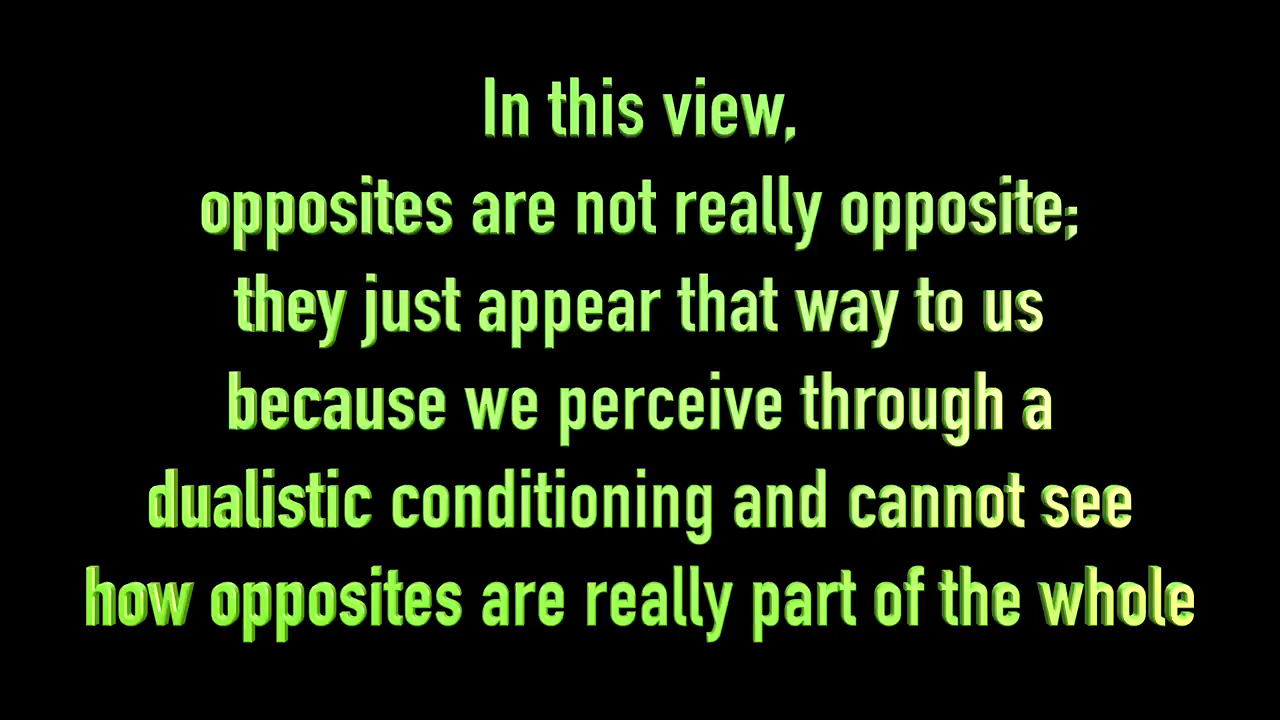 In this view,
opposites are not really opposite;
they just appear that way to us
because we perceive through a
dualistic conditioning and cannot see
how opposites are really part of the whole